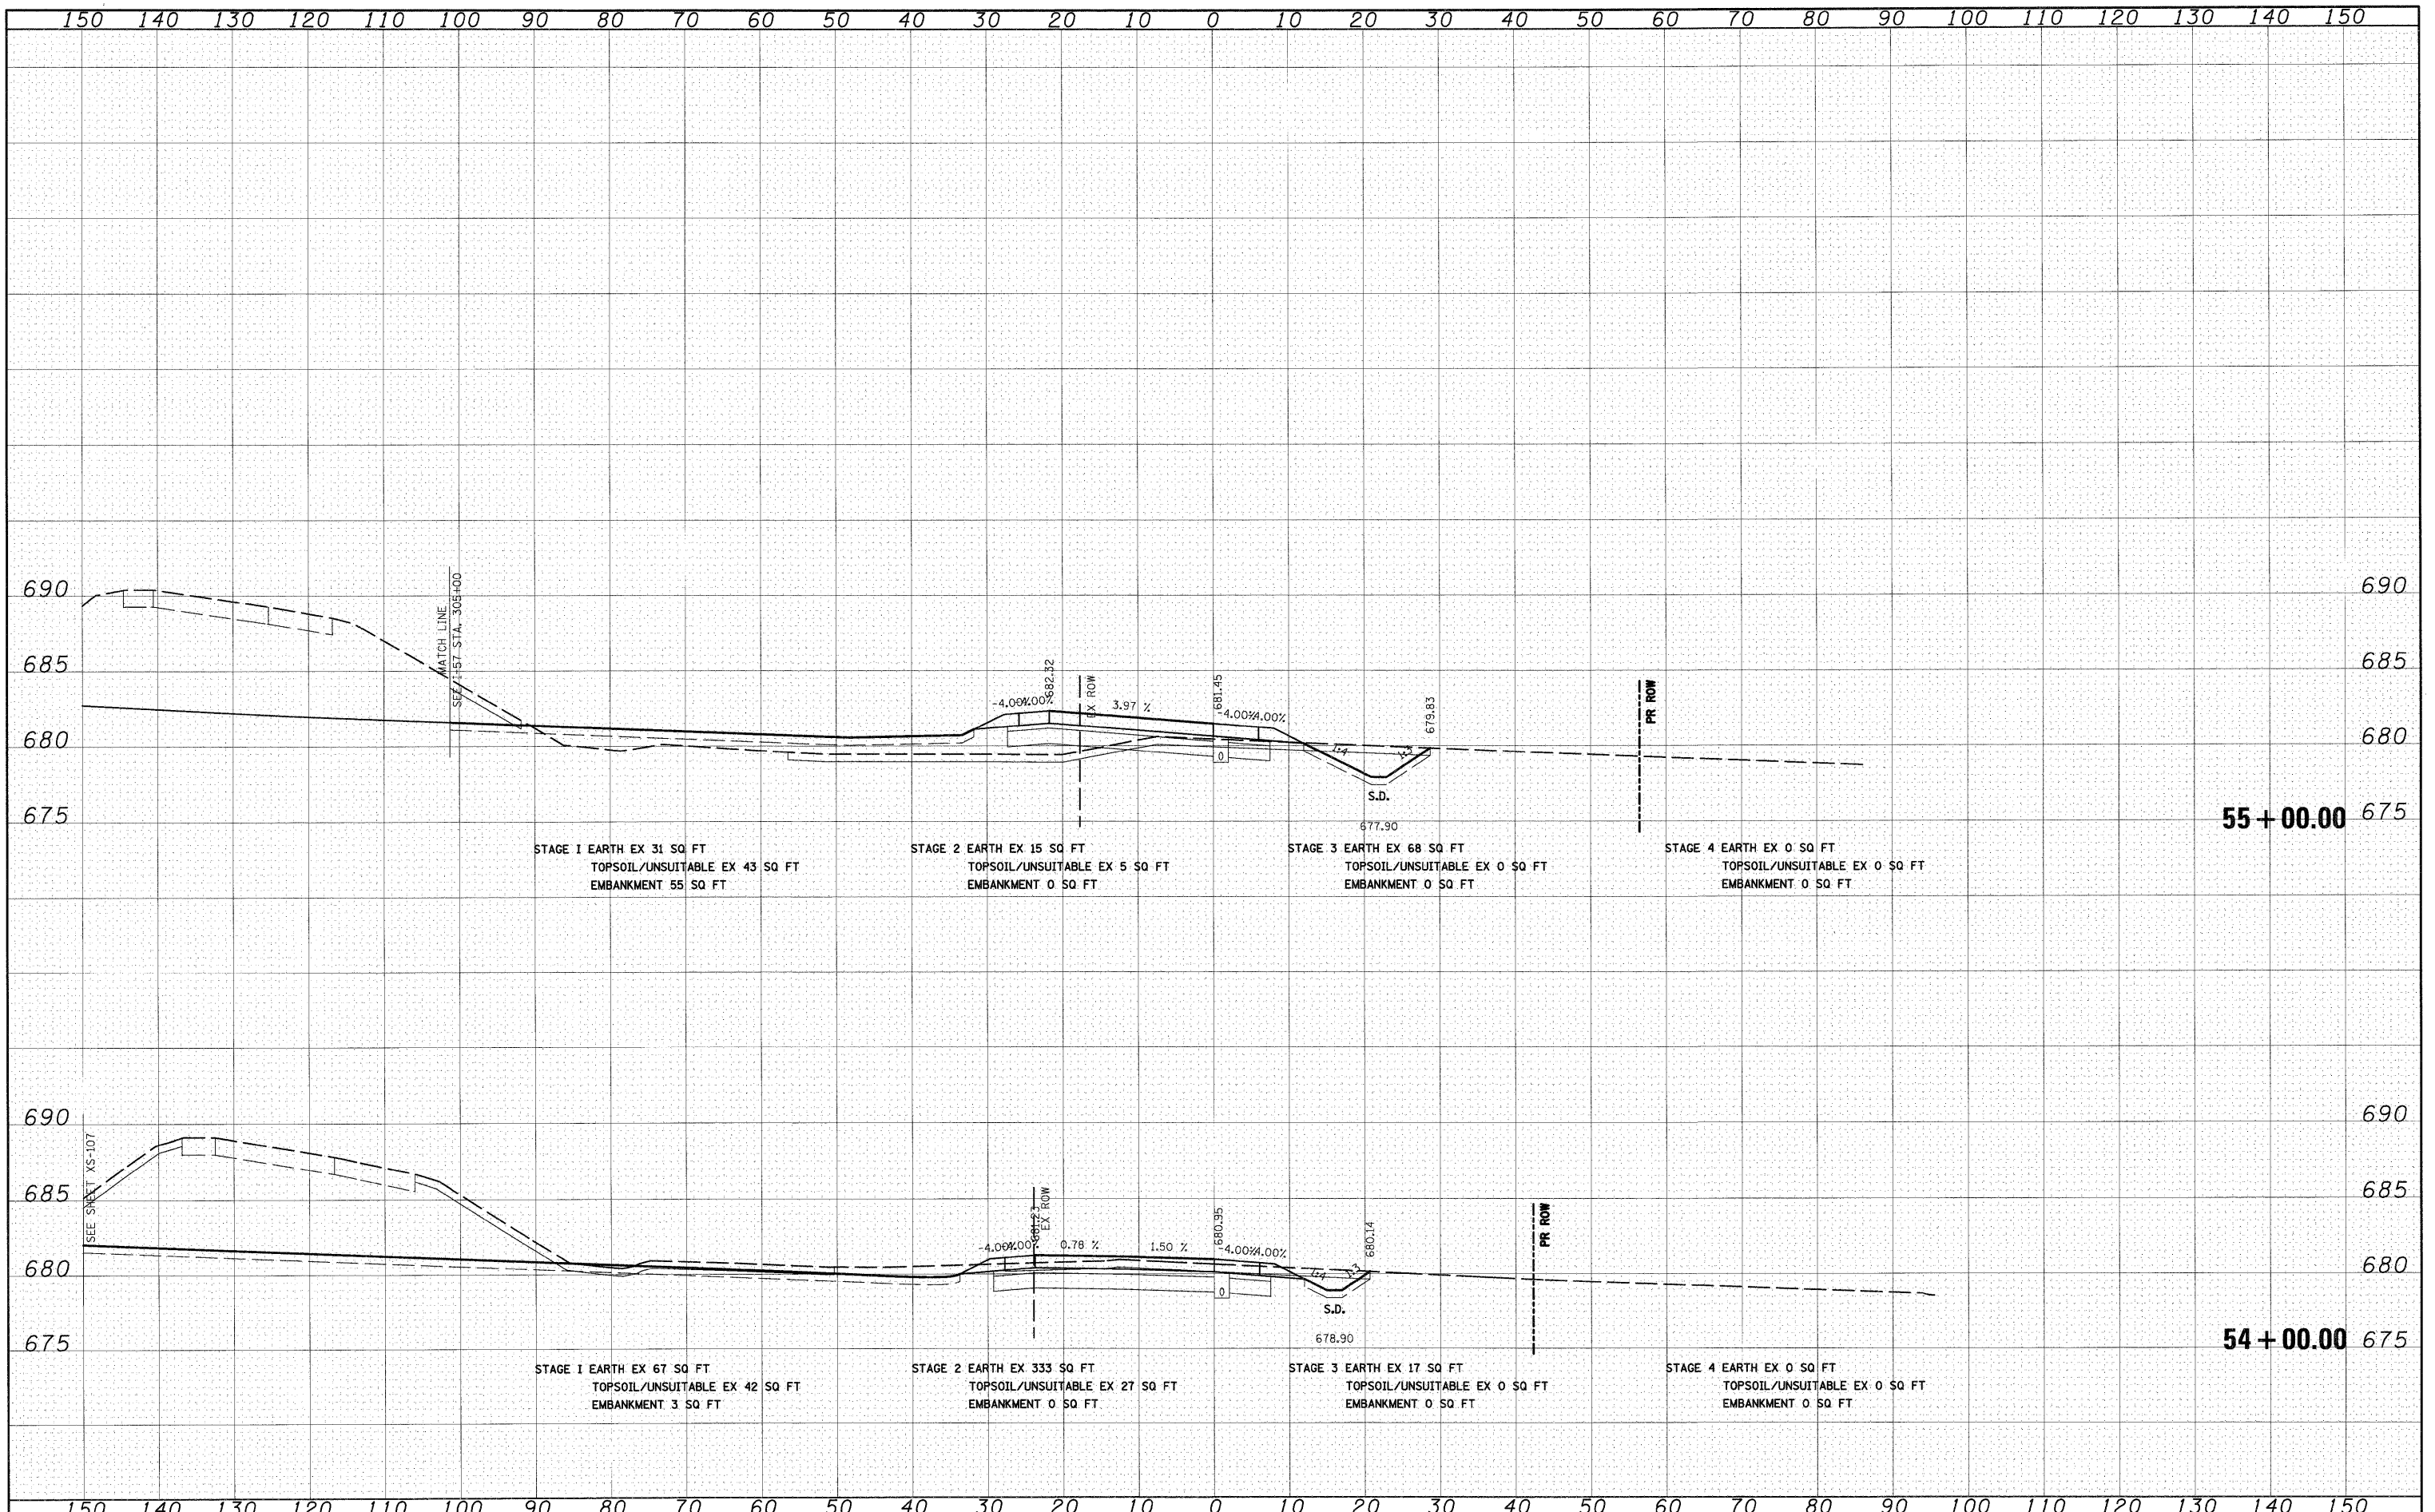 150 140 130 120 110 100 90 80 70 60 50 40 30 20 10 0 10 20 30 40 50 60 70 80 90 100 110 120 130 140 150
690 690
MATCH LINE
SEE I-57 STA. 305+00
685 685
682.32
EX ROW
681.45
679.83
PR ROW
-4.00% 4.00% 3.97 % -4.00% 4.00%
680 680
1:4 1:3
0
S.D.
675 677.90 55+00.00 675
STAGE 1 EARTH EX 31 SQ FT
TOPSOIL/UNSUITABLE EX 43 SQ FT
EMBANKMENT 55 SQ FT
STAGE 2 EARTH EX 15 SQ FT
TOPSOIL/UNSUITABLE EX 5 SQ FT
EMBANKMENT 0 SQ FT
STAGE 3 EARTH EX 68 SQ FT
TOPSOIL/UNSUITABLE EX 0 SQ FT
EMBANKMENT 0 SQ FT
STAGE 4 EARTH EX 0 SQ FT
TOPSOIL/UNSUITABLE EX 0 SQ FT
EMBANKMENT 0 SQ FT
690 690
SEE SHEET XS-107
685 685
681.23
EX ROW
680.95
680.14
PR ROW
-4.00% 4.00% 0.78 % 1.50 % -4.00% 4.00%
680 680
1:4 1:3
0
S.D.
675 678.90 54+00.00 675
STAGE 1 EARTH EX 67 SQ FT
TOPSOIL/UNSUITABLE EX 42 SQ FT
EMBANKMENT 3 SQ FT
STAGE 2 EARTH EX 333 SQ FT
TOPSOIL/UNSUITABLE EX 27 SQ FT
EMBANKMENT 0 SQ FT
STAGE 3 EARTH EX 17 SQ FT
TOPSOIL/UNSUITABLE EX 0 SQ FT
EMBANKMENT 0 SQ FT
STAGE 4 EARTH EX 0 SQ FT
TOPSOIL/UNSUITABLE EX 0 SQ FT
EMBANKMENT 0 SQ FT
150 140 130 120 110 100 90 80 70 60 50 40 30 20 10 0 10 20 30 40 50 60 70 80 90 100 110 120 130 140 150